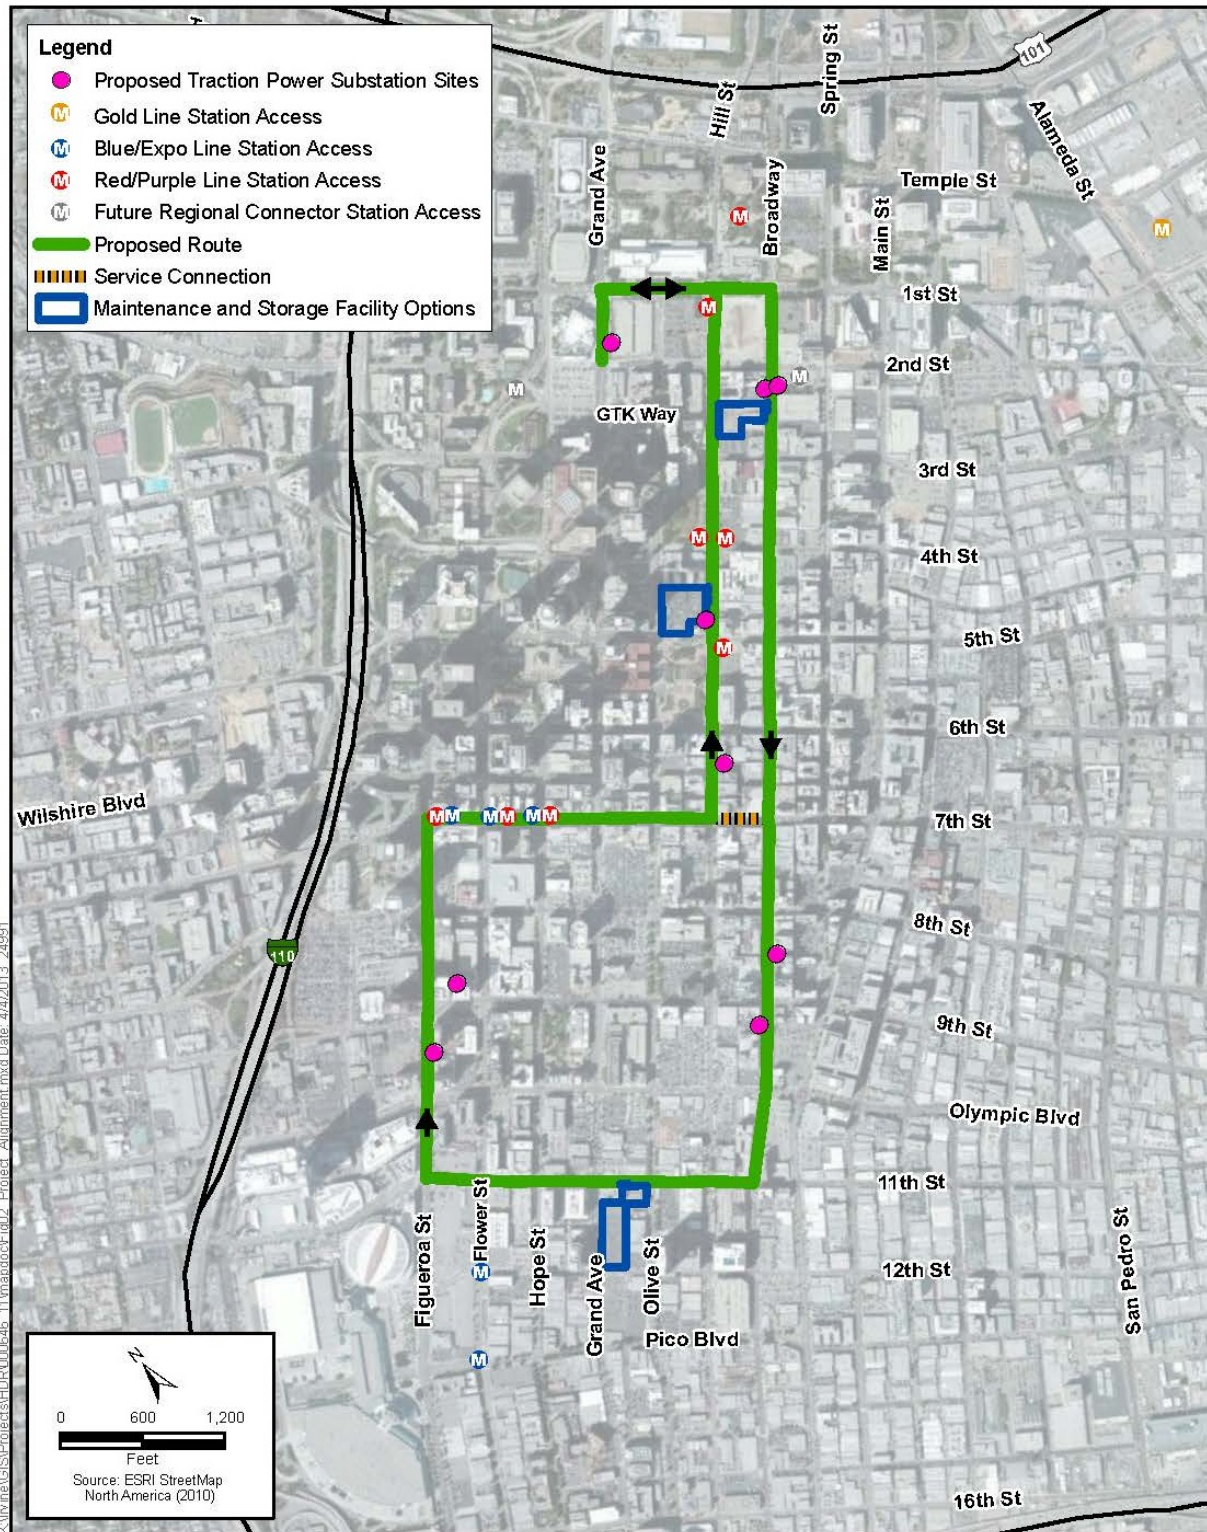 Legend
Proposed Traction Power Substation Sites
M Gold Line Station Access
M Blue/Expo Line Station Access
M Red/Purple Line Station Access
M Future Regional Connector Station Access
Proposed Route
Service Connection
Maintenance and Storage Facility Options
101
Hill St
Spring St
Alameda St
Grand Ave
Broadway
Temple St
Main St
M
M
1st St
M
2nd St
M
M
GTK Way
3rd St
M M
4th St
5th St
M
6th St
Wilshire Blvd
M M M M M M
7th St
8th St
110
9th St
Olympic Blvd
11th St
Figueroa St
Flower St
M
Hope St
Grand Ave
Olive St
12th St
San Pedro St
Pico Blvd
M
16th St
N
0 600 1,200
Feet
Source: ESRI StreetMap
North America (2010)